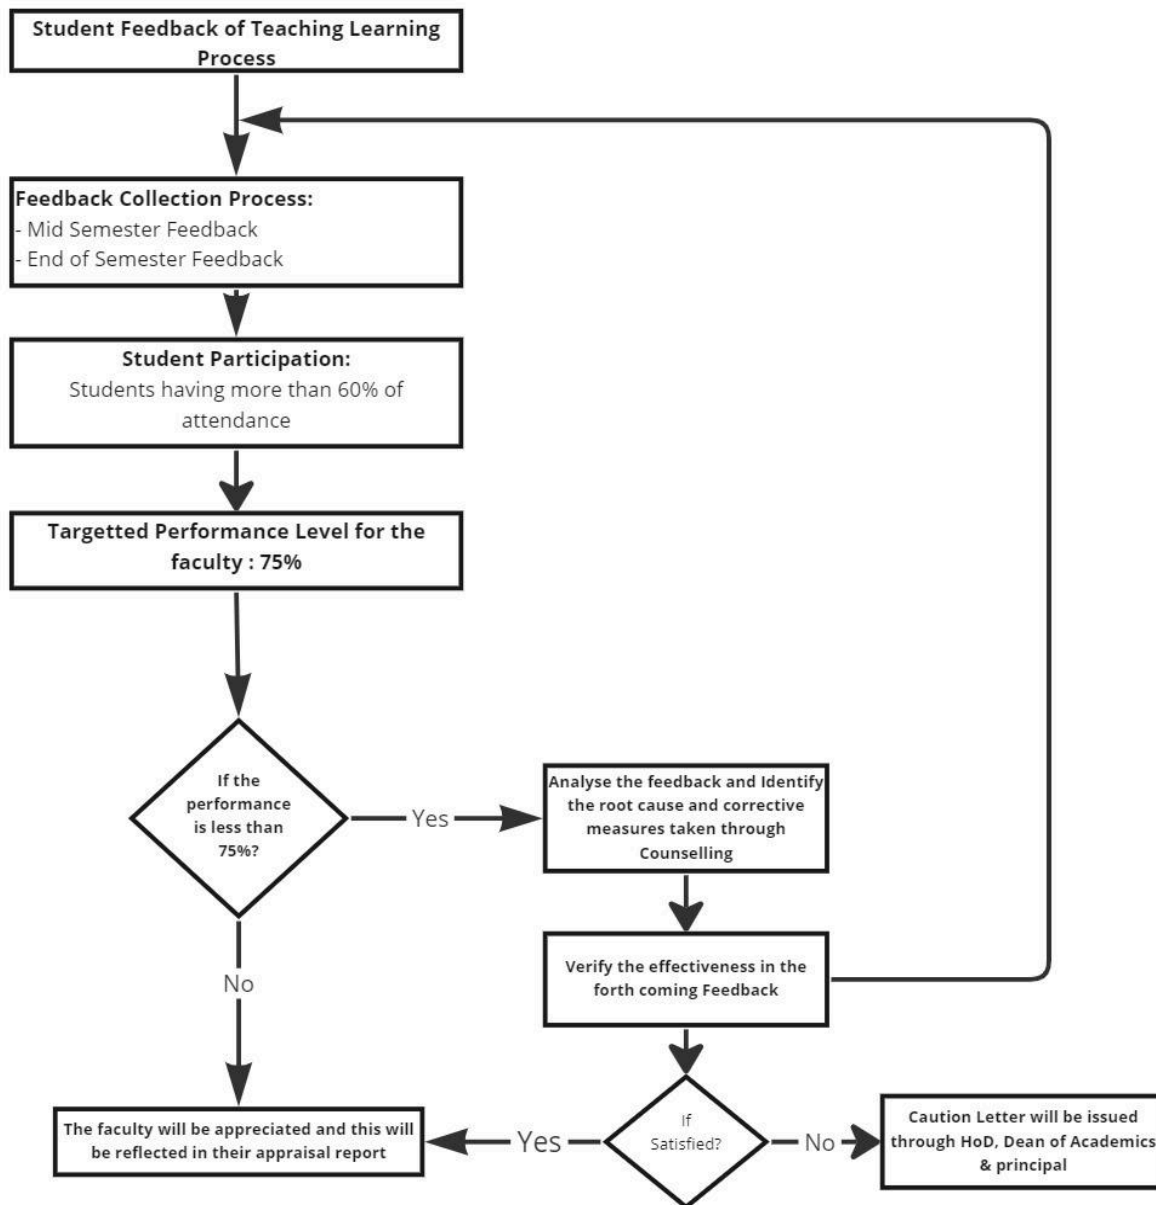 Student Feedback of Teaching Learning
Process
Feedback Collection Process:
- Mid Semester Feedback
- End of Semester Feedback
Student Participation:
Students having more than 60% of
attendance
Targetted Performance Level for the
faculty : 75%
If the
performance
is less than
75%?
Yes
Analyse the feedback and Identify
the root cause and corrective
measures taken through
Counselling
Verify the effectiveness in the
forth coming Feedback
No
The faculty will be appreciated and this will
be reflected in their appraisal report
Yes
If
Satisfied?
No
Caution Letter will be issued
through HoD, Dean of Academics
& principal